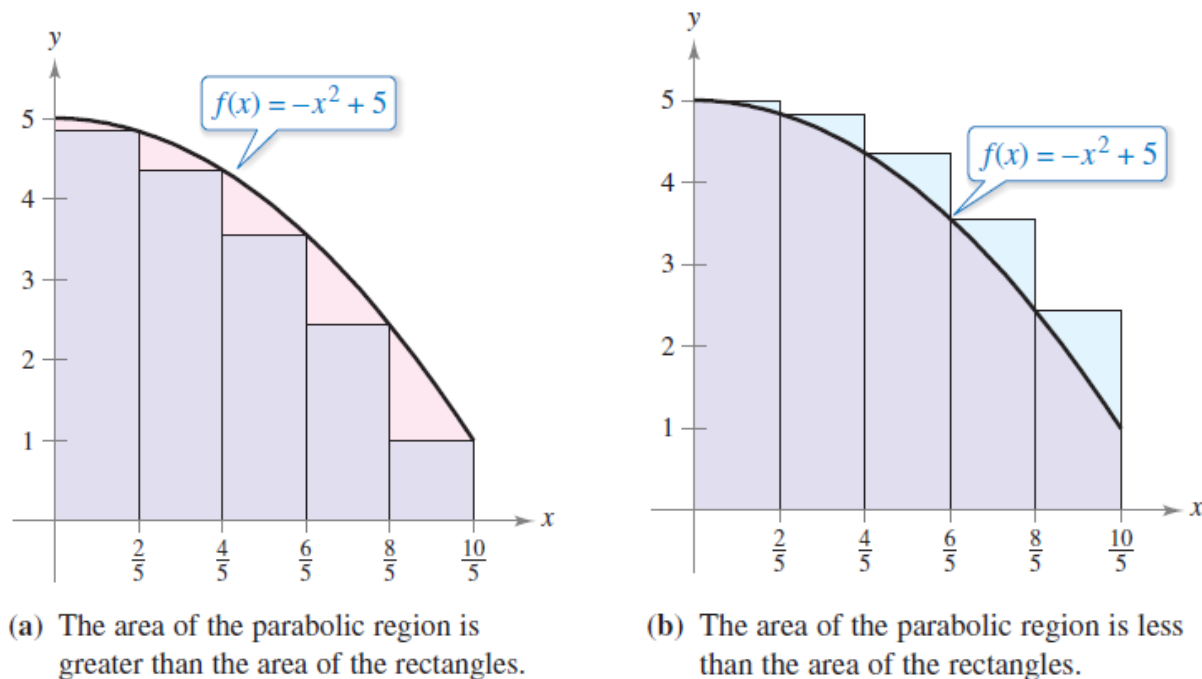 y
f(x) = −x² + 5
5
4
3
2
1
x
2/5 4/5 6/5 8/5 10/5
(a) The area of the parabolic region is
greater than the area of the rectangles.
y
f(x) = −x² + 5
5
4
3
2
1
x
2/5 4/5 6/5 8/5 10/5
(b) The area of the parabolic region is less
than the area of the rectangles.